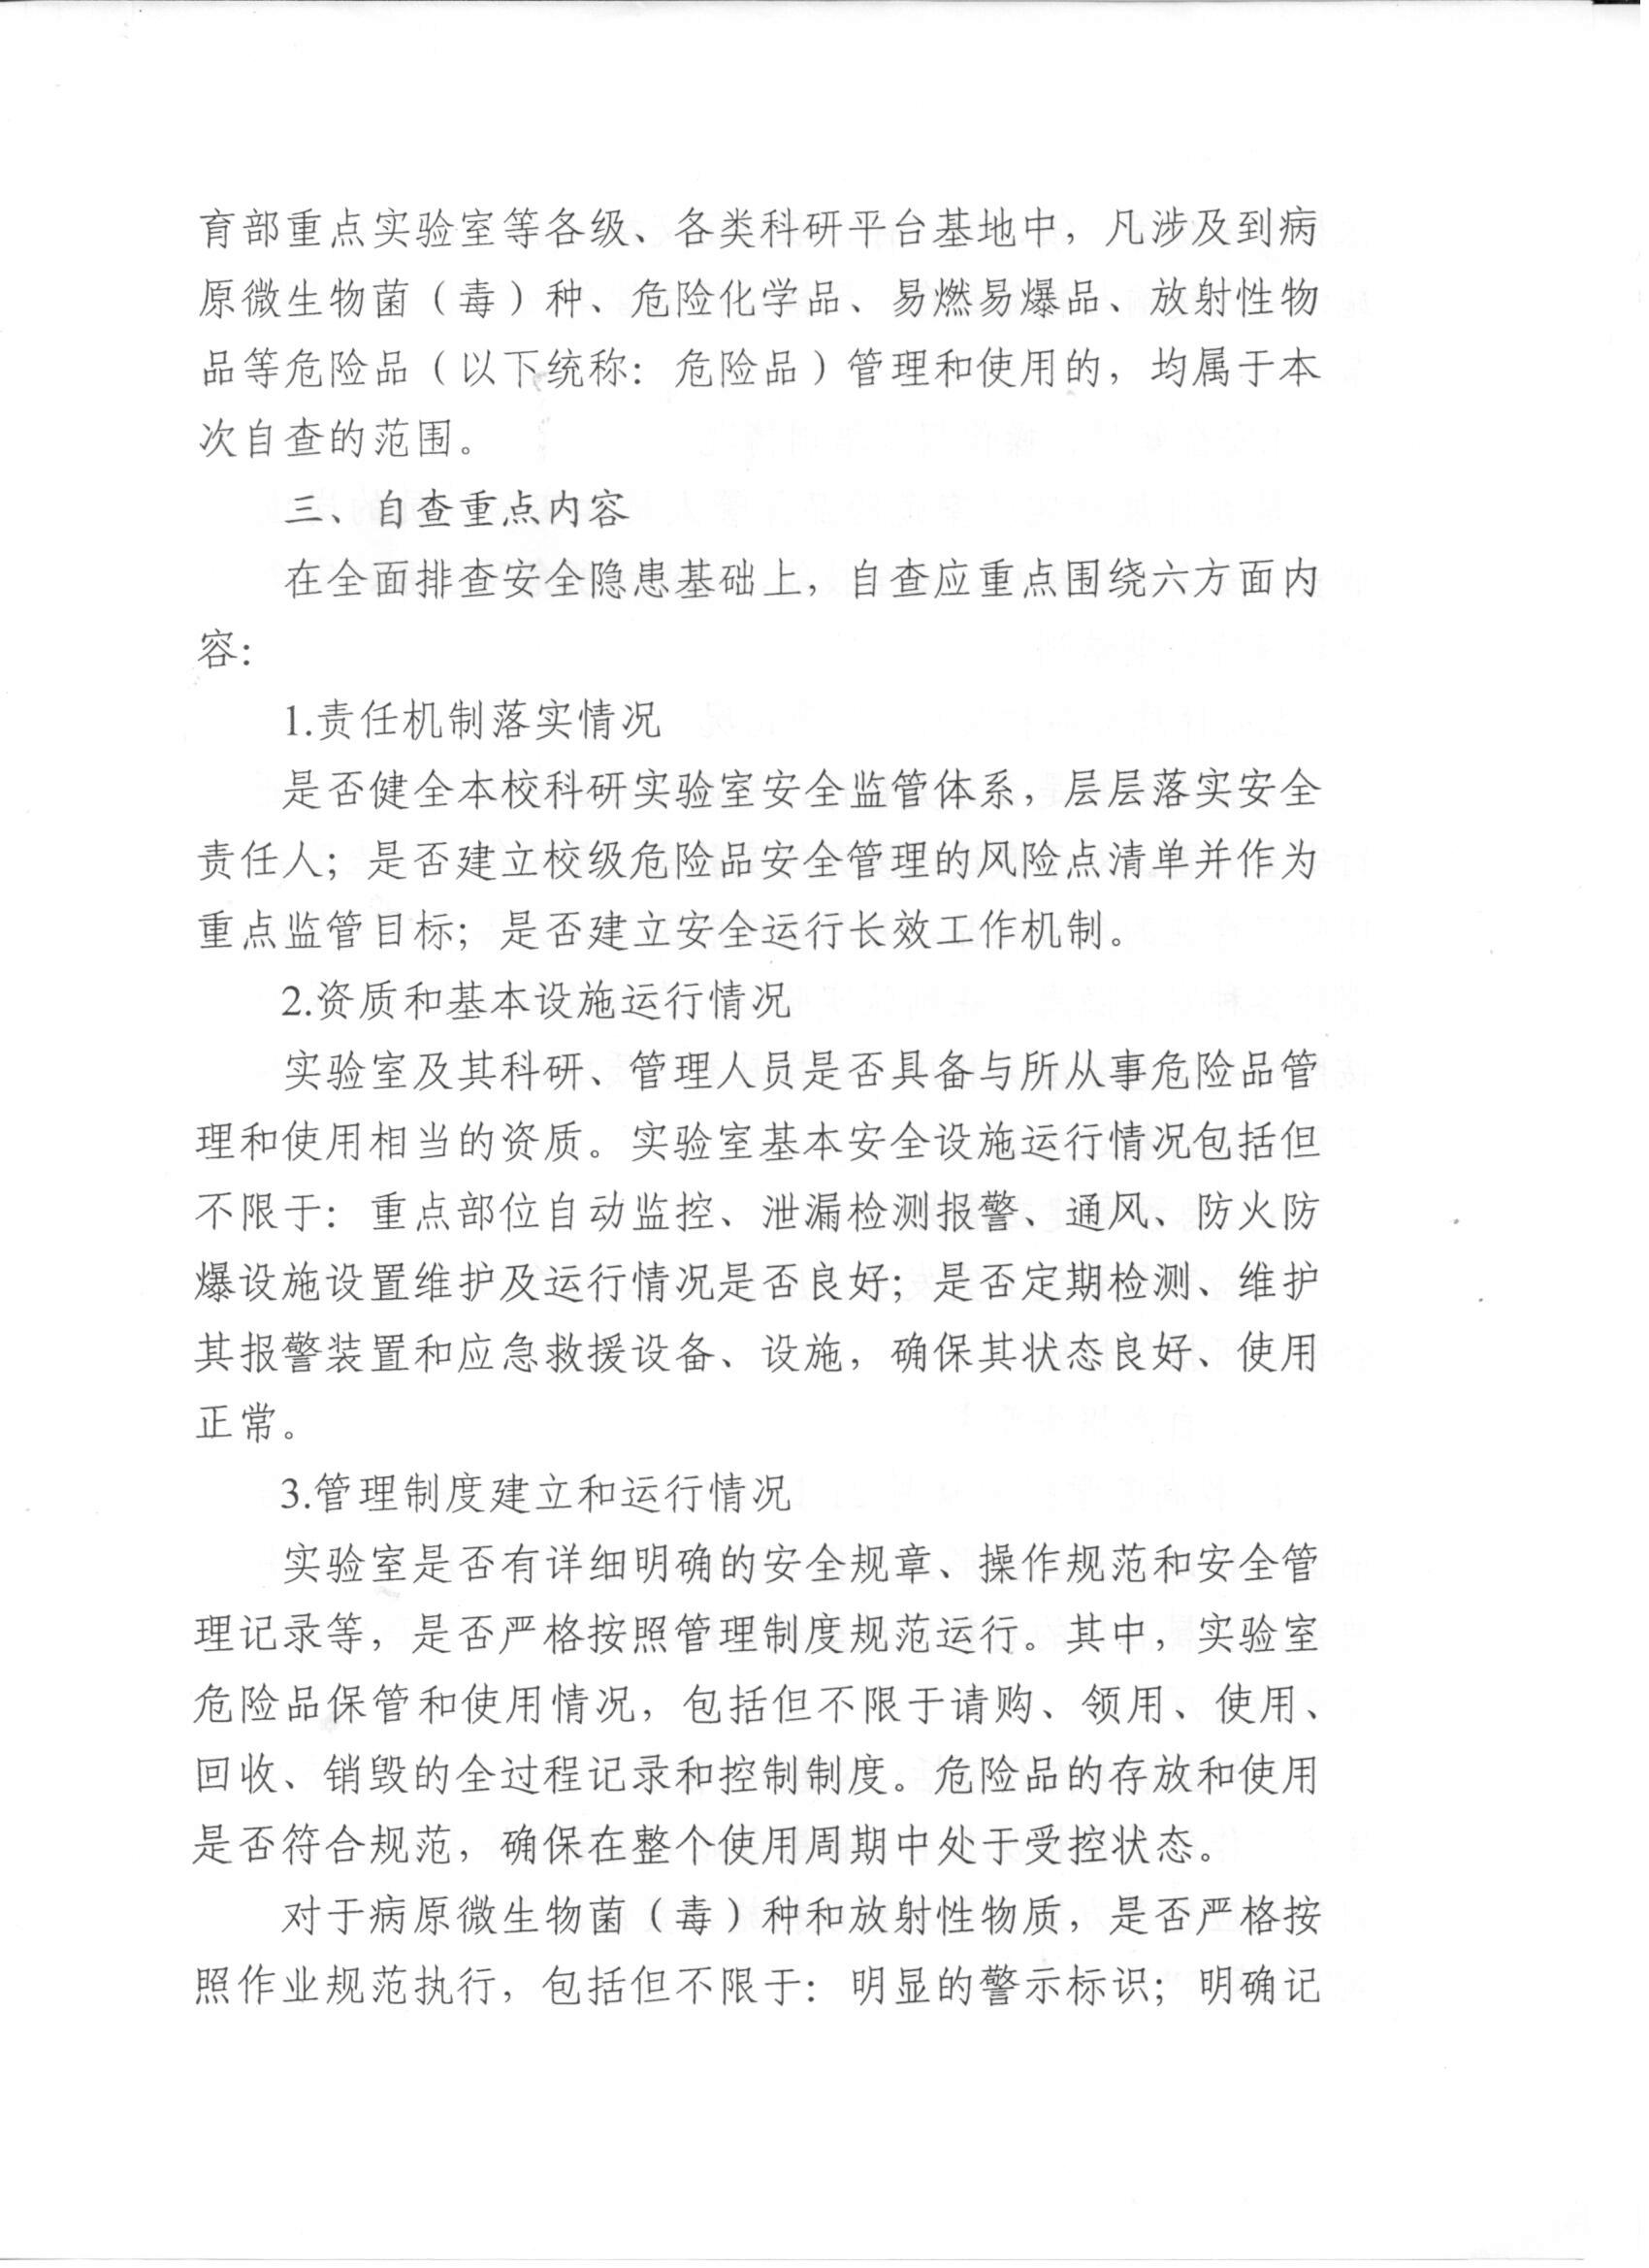 育部重点实验室等各级、各类科研平台基地中，凡涉及到病
原微生物菌（毒）种、危险化学品、易燃易爆品、放射性物
品等危险品（以下统称：危险品）管理和使用的，均属于本
次自查的范围。
三、自查重点内容
在全面排查安全隐患基础上，自查应重点围绕六方面内
容：
1.责任机制落实情况
是否健全本校科研实验室安全监管体系，层层落实安全
责任人；是否建立校级危险品安全管理的风险点清单并作为
重点监管目标；是否建立安全运行长效工作机制。
2.资质和基本设施运行情况
实验室及其科研、管理人员是否具备与所从事危险品管
理和使用相当的资质。实验室基本安全设施运行情况包括但
不限于：重点部位自动监控、泄漏检测报警、通风、防火防
爆设施设置维护及运行情况是否良好；是否定期检测、维护
其报警装置和应急救援设备、设施，确保其状态良好、使用
正常。
3.管理制度建立和运行情况
实验室是否有详细明确的安全规章、操作规范和安全管
理记录等，是否严格按照管理制度规范运行。其中，实验室
危险品保管和使用情况，包括但不限于请购、领用、使用、
回收、销毁的全过程记录和控制制度。危险品的存放和使用
是否符合规范，确保在整个使用周期中处于受控状态。
对于病原微生物菌（毒）种和放射性物质，是否严格按
照作业规范执行，包括但不限于：明显的警示标识；明确记